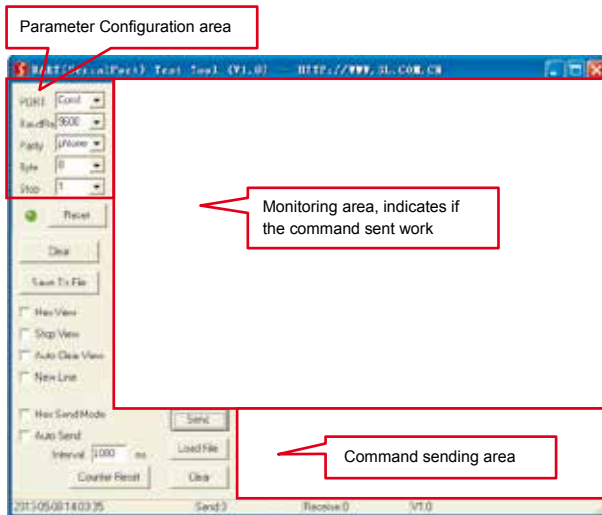 Parameter Configuration area
UART(SerialPort) Test Tool (V1.0) -- HTTP://WWW.SL.COM.CN
PORT Com1
BaudRa 9600
Parity
Byte 8
Stop 1
Reset
Monitoring area, indicates if
the command sent work
Clear
Save To File
Hex View
Stop View
Auto Clear View
New Line
Hex Send Mode
Send
Auto Send
Interval 1000 ms
Load File
Command sending area
Counter Reset
Clear
Send:0
Receive:0
V1.0